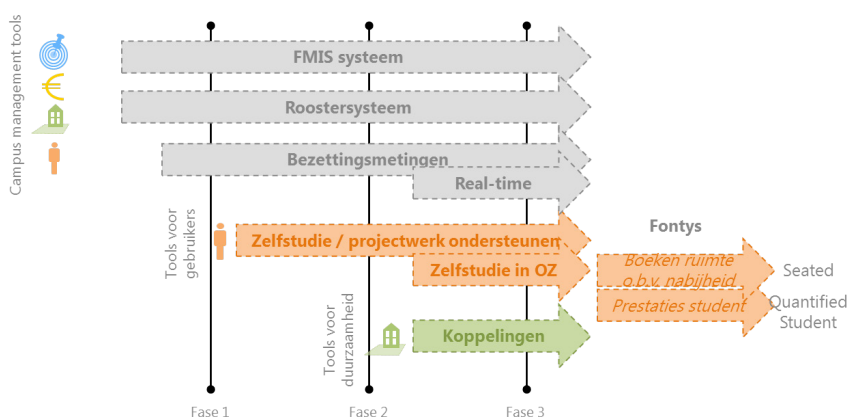 Campus management tools
FMIS systeem
Roostersysteem
Bezettingsmetingen
Real-time
Tools voor
gebruikers
Zelfstudie / projectwerk ondersteunen
Zelfstudie in OZ
Fontys
Boeken ruimte
o.b.v. nabijheid
Seated
Prestaties student
Quantified
Student
Tools voor
duurzaamheid
Koppelingen
Fase 1
Fase 2
Fase 3